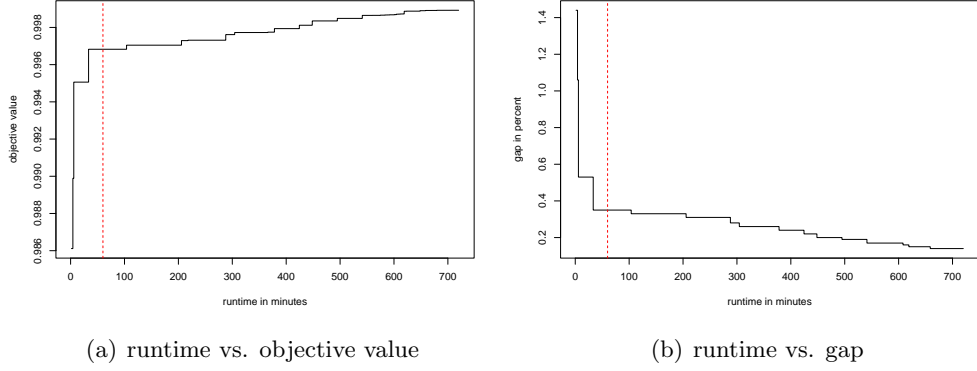 objective value
0.986 0.988 0.990 0.992 0.994 0.996 0.998
0 100 200 300 400 500 600 700
runtime in minutes
(a) runtime vs. objective value
gap in percent
0.2 0.4 0.6 0.8 1.0 1.2 1.4
0 100 200 300 400 500 600 700
runtime in minutes
(b) runtime vs. gap